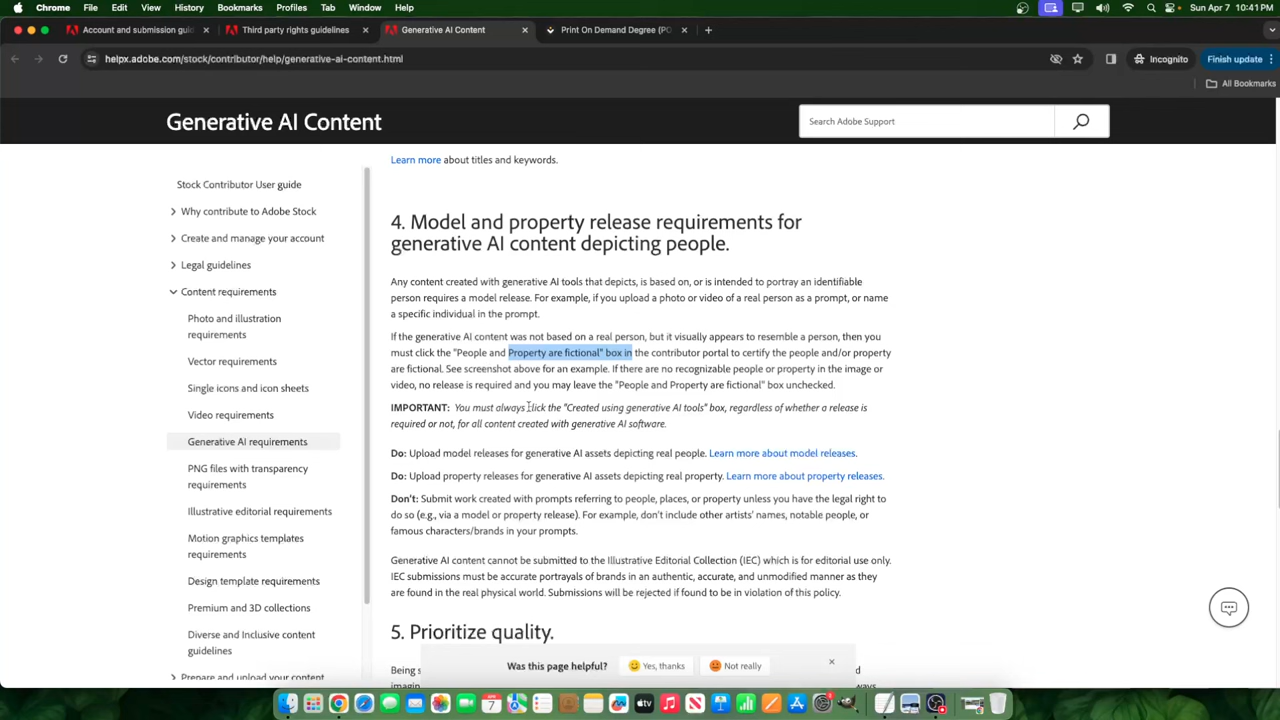 Chrome File Edit View History Bookmarks Profiles Tab Window Help Sun Apr 7 10:41 PM
Account and submission guid × Third party rights guidelines × Generative AI Content × Print On Demand Degree (PO × +
helpx.adobe.com/stock/contributor/help/generative-ai-content.html Incognito Finish update
All Bookmarks
Generative AI Content
Search Adobe Support
Learn more about titles and keywords.
Stock Contributor User guide
Why contribute to Adobe Stock
Create and manage your account
Legal guidelines
Content requirements
Photo and illustration
requirements
Vector requirements
Single icons and icon sheets
Video requirements
Generative AI requirements
PNG files with transparency
requirements
Illustrative editorial requirements
Motion graphics templates
requirements
Design template requirements
Premium and 3D collections
Diverse and Inclusive content
guidelines
Prepare and upload your content
4. Model and property release requirements for
generative AI content depicting people.
Any content created with generative AI tools that depicts, is based on, or is intended to portray an identifiable
person requires a model release. For example, if you upload a photo or video of a real person as a prompt, or name
a specific individual in the prompt.
If the generative AI content was not based on a real person, but it visually appears to resemble a person, then you
must click the "People and Property are fictional" box in the contributor portal to certify the people and/or property
are fictional. See screenshot above for an example. If there are no recognizable people or property in the image or
video, no release is required and you may leave the "People and Property are fictional" box unchecked.
IMPORTANT: You must always click the "Created using generative AI tools" box, regardless of whether a release is
required or not, for all content created with generative AI software.
Do: Upload model releases for generative AI assets depicting real people. Learn more about model releases.
Do: Upload property releases for generative AI assets depicting real property. Learn more about property releases.
Don't: Submit work created with prompts referring to people, places, or property unless you have the legal right to
do so (e.g., via a model or property release). For example, don't include other artists' names, notable people, or
famous characters/brands in your prompts.
Generative AI content cannot be submitted to the Illustrative Editorial Collection (IEC) which is for editorial use only.
IEC submissions must be accurate portrayals of brands in an authentic, accurate, and unmodified manner as they
are found in the real physical world. Submissions will be rejected if found to be in violation of this policy.
5. Prioritize quality.
Was this page helpful? Yes, thanks Not really ×
Being